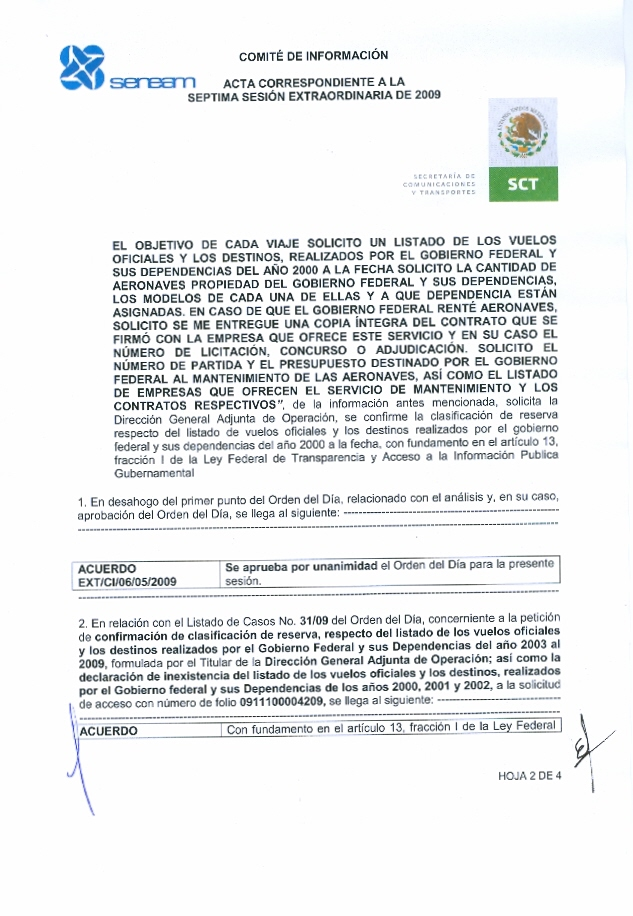 COMITÉ DE INFORMACIÓN
seneam
ACTA CORRESPONDIENTE A LA
SEPTIMA SESIÓN EXTRAORDINARIA DE 2009
ESTADOS UNIDOS MEXICANOS
SECRETARÍA DE
COMUNICACIONES
Y TRANSPORTES
SCT
EL OBJETIVO DE CADA VIAJE SOLICITO UN LISTADO DE LOS VUELOS
OFICIALES Y LOS DESTINOS, REALIZADOS POR EL GOBIERNO FEDERAL Y
SUS DEPENDENCIAS DEL AÑO 2000 A LA FECHA SOLICITO LA CANTIDAD DE
AERONAVES PROPIEDAD DEL GOBIERNO FEDERAL Y SUS DEPENDENCIAS,
LOS MODELOS DE CADA UNA DE ELLAS Y A QUE DEPENDENCIA ESTÁN
ASIGNADAS. EN CASO DE QUE EL GOBIERNO FEDERAL RENTÉ AERONAVES,
SOLICITO SE ME ENTREGUE UNA COPIA ÍNTEGRA DEL CONTRATO QUE SE
FIRMÓ CON LA EMPRESA QUE OFRECE ESTE SERVICIO Y EN SU CASO EL
NÚMERO DE LICITACIÓN, CONCURSO O ADJUDICACIÓN. SOLICITO EL
NÚMERO DE PARTIDA Y EL PRESUPUESTO DESTINADO POR EL GOBIERNO
FEDERAL AL MANTENIMIENTO DE LAS AERONAVES, ASÍ COMO EL LISTADO
DE EMPRESAS QUE OFRECEN EL SERVICIO DE MANTENIMIENTO Y LOS
CONTRATOS RESPECTIVOS", de la información antes mencionada, solicita la
Dirección General Adjunta de Operación, se confirme la clasificación de reserva
respecto del listado de vuelos oficiales y los destinos realizados por el gobierno
federal y sus dependencias del año 2000 a la fecha, con fundamento en el artículo 13,
fracción I de la Ley Federal de Transparencia y Acceso a la Información Publica
Gubernamental
1. En desahogo del primer punto del Orden del Día, relacionado con el análisis y, en su caso,
aprobación del Orden del Día, se llega al siguiente: ---
ACUERDO Se aprueba por unanimidad el Orden del Día para la presente
EXT/CI/06/05/2009 sesión.
2. En relación con el Listado de Casos No. 31/09 del Orden del Día, concerniente a la petición
de confirmación de clasificación de reserva, respecto del listado de los vuelos oficiales
y los destinos realizados por el Gobierno Federal y sus Dependencias del año 2003 al
2009, formulada por el Titular de la Dirección General Adjunta de Operación; así como la
declaración de inexistencia del listado de los vuelos oficiales y los destinos, realizados
por el Gobierno federal y sus Dependencias de los años 2000, 2001 y 2002, a la solicitud
de acceso con número de folio 0911100004209, se llega al siguiente: ---
ACUERDO Con fundamento en el artículo 13, fracción I de la Ley Federal
HOJA 2 DE 4